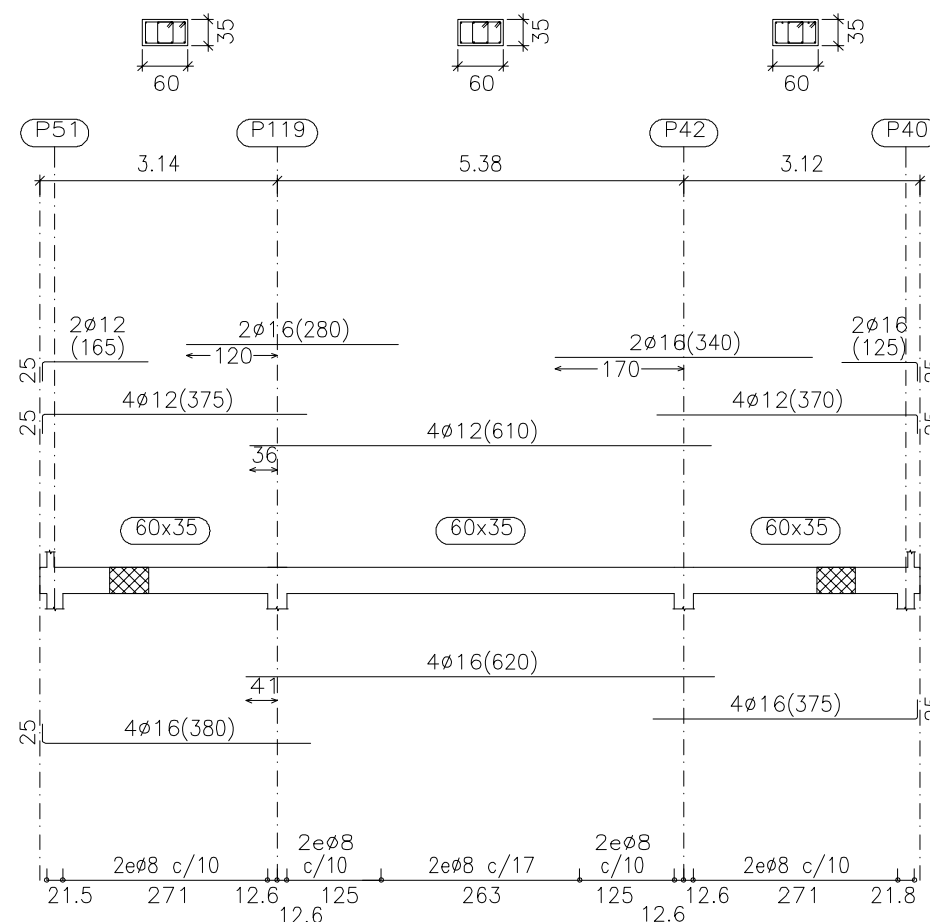 35 35 35
60 60 60
P51 P119 P42 P40
3.14 5.38 3.12
2ø12
(165)
25
2ø16(280)
120
2ø16(340)
170
2ø16
(125)
25
25
4ø12(375)
4ø12(370)
25
4ø12(610)
36
60x35 60x35 60x35
4ø16(620)
41
4ø16(375)
25
25
4ø16(380)
2eø8 c/10
2eø8
c/10
2eø8 c/17
2eø8
c/10
2eø8 c/10
21.5 271 12.6 125 263 125 12.6 271 21.8
12.6 12.6